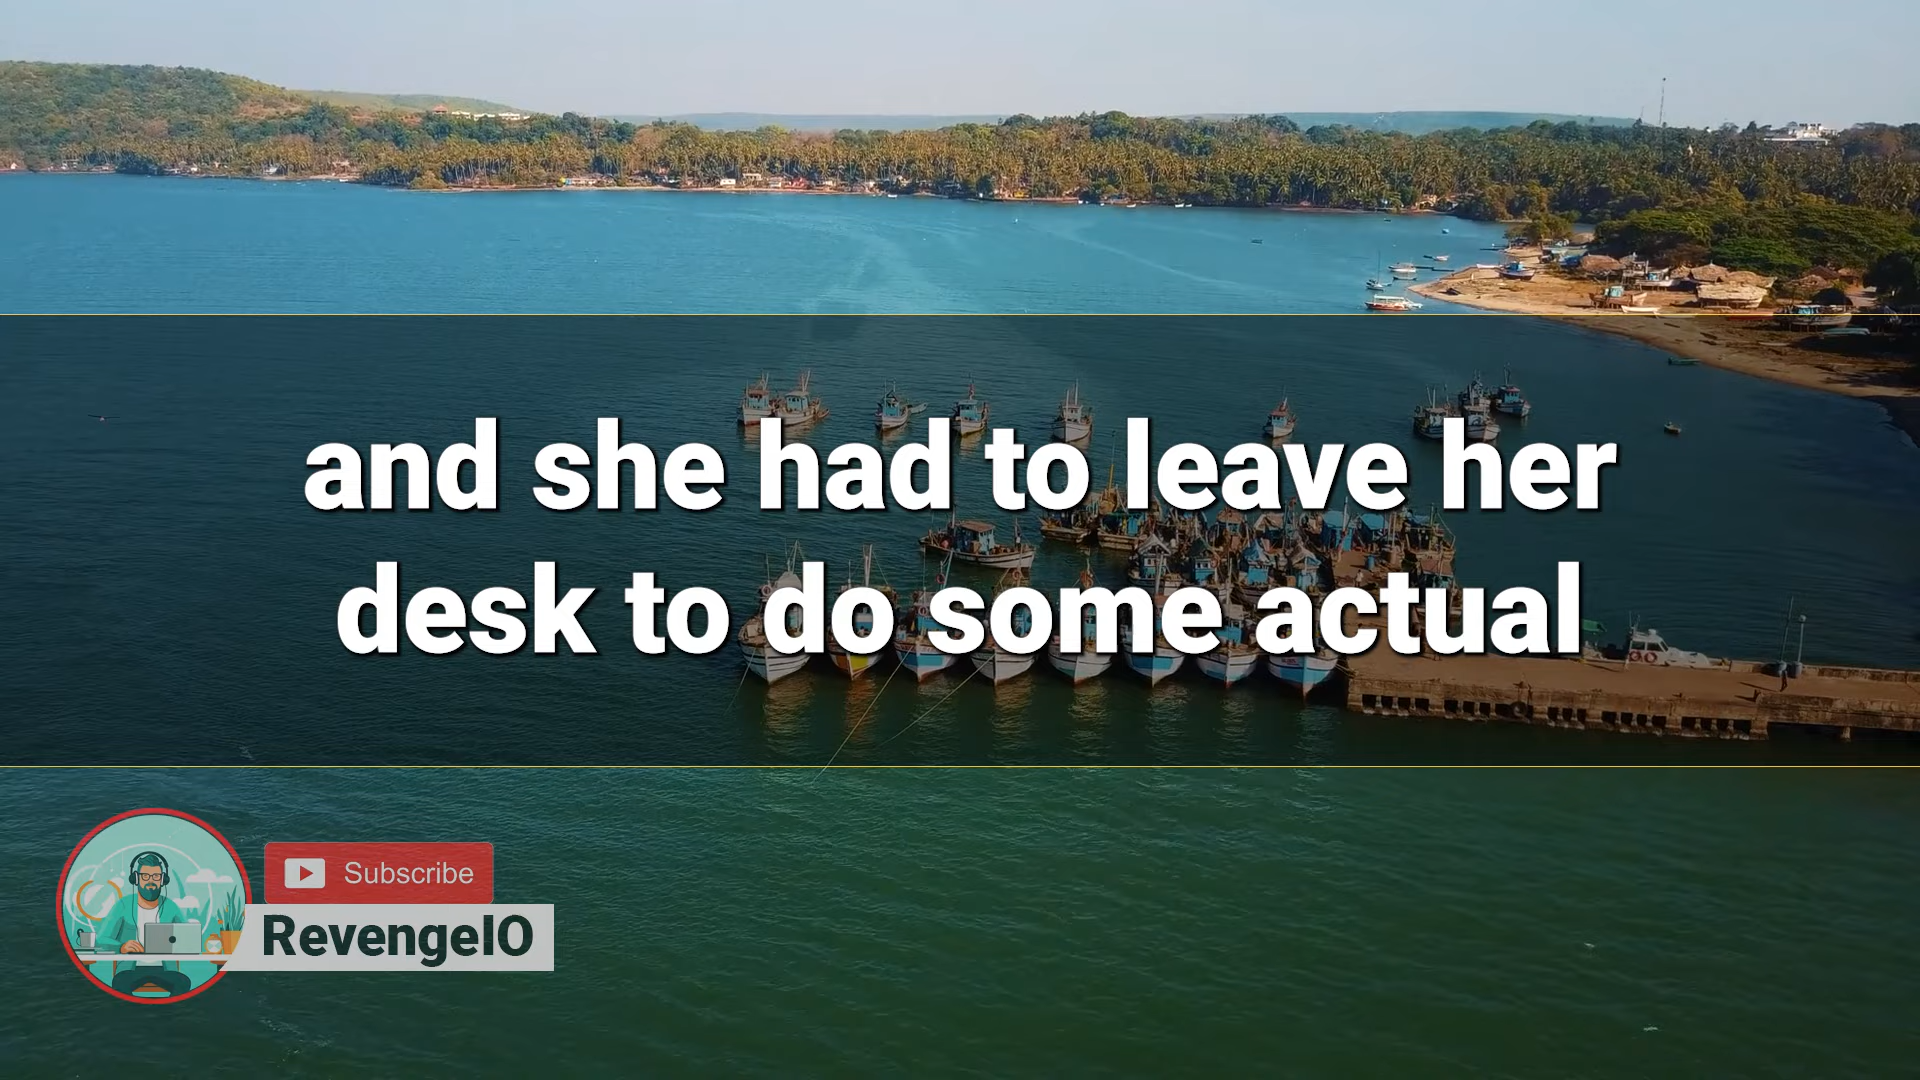 and she had to leave her
desk to do some actual
Subscribe
RevengeIO